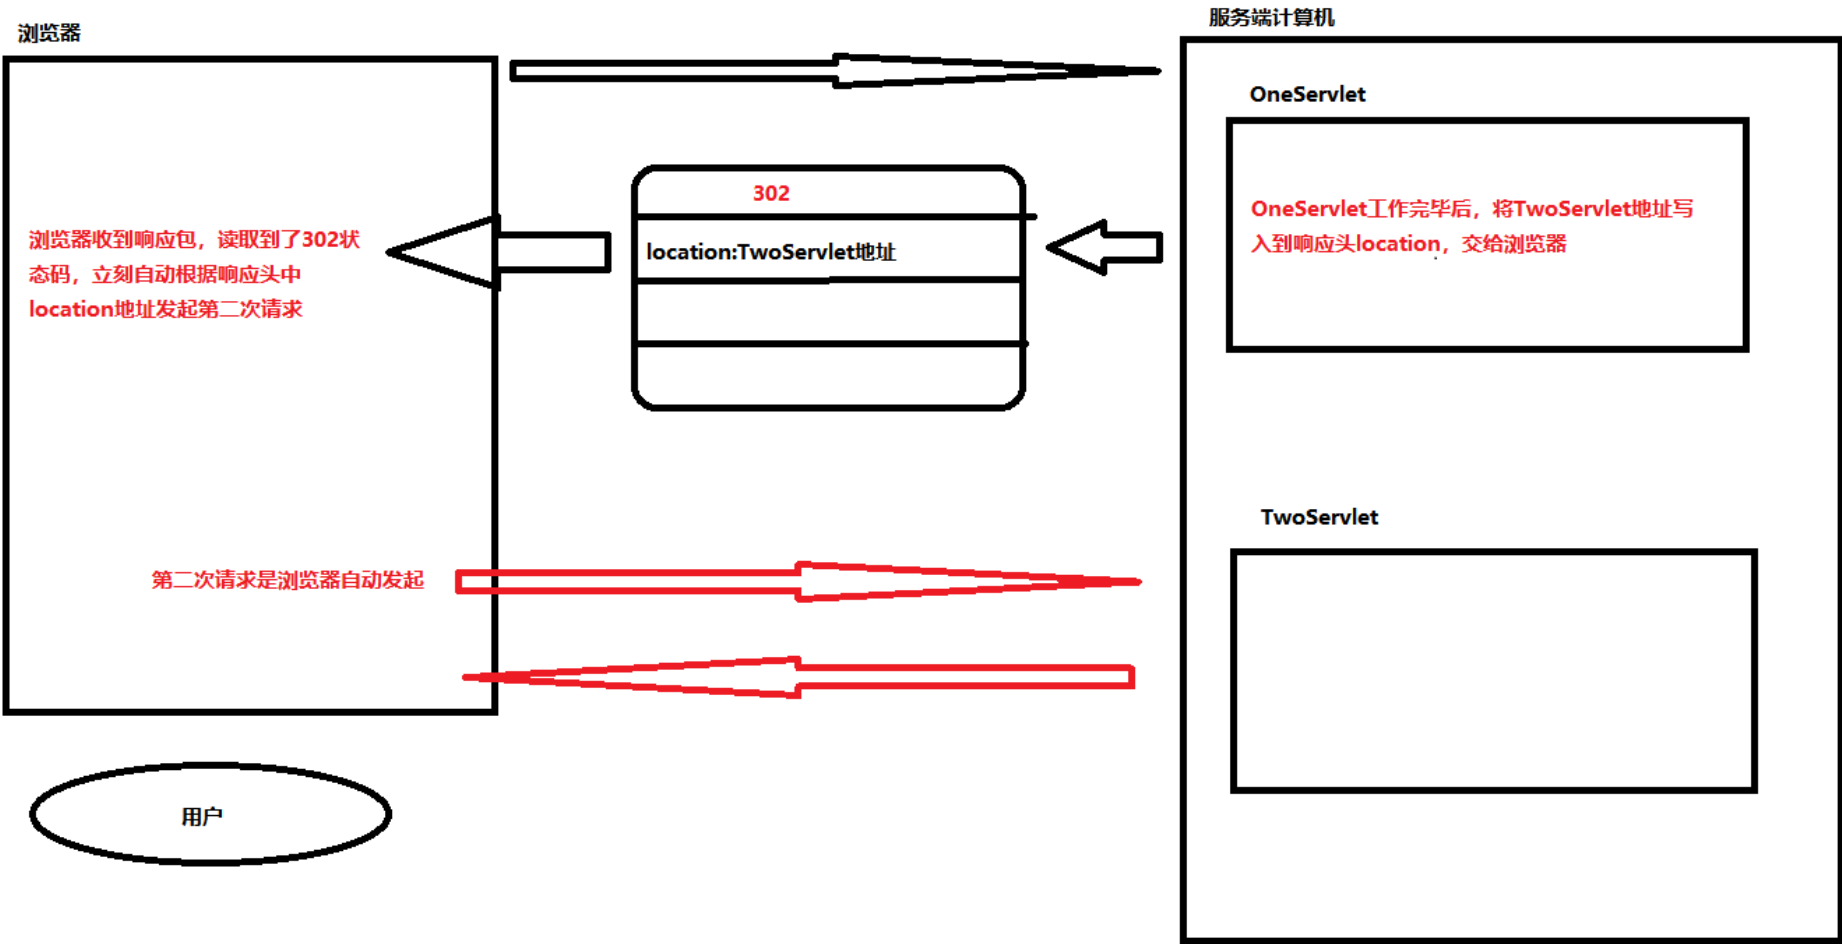 浏览器
服务端计算机
OneServlet
302
location:TwoServlet地址
OneServlet工作完毕后，将TwoServlet地址写
入到响应头location，交给浏览器
浏览器收到响应包，读取到了302状
态码，立刻自动根据响应头中
location地址发起第二次请求
TwoServlet
第二次请求是浏览器自动发起
用户